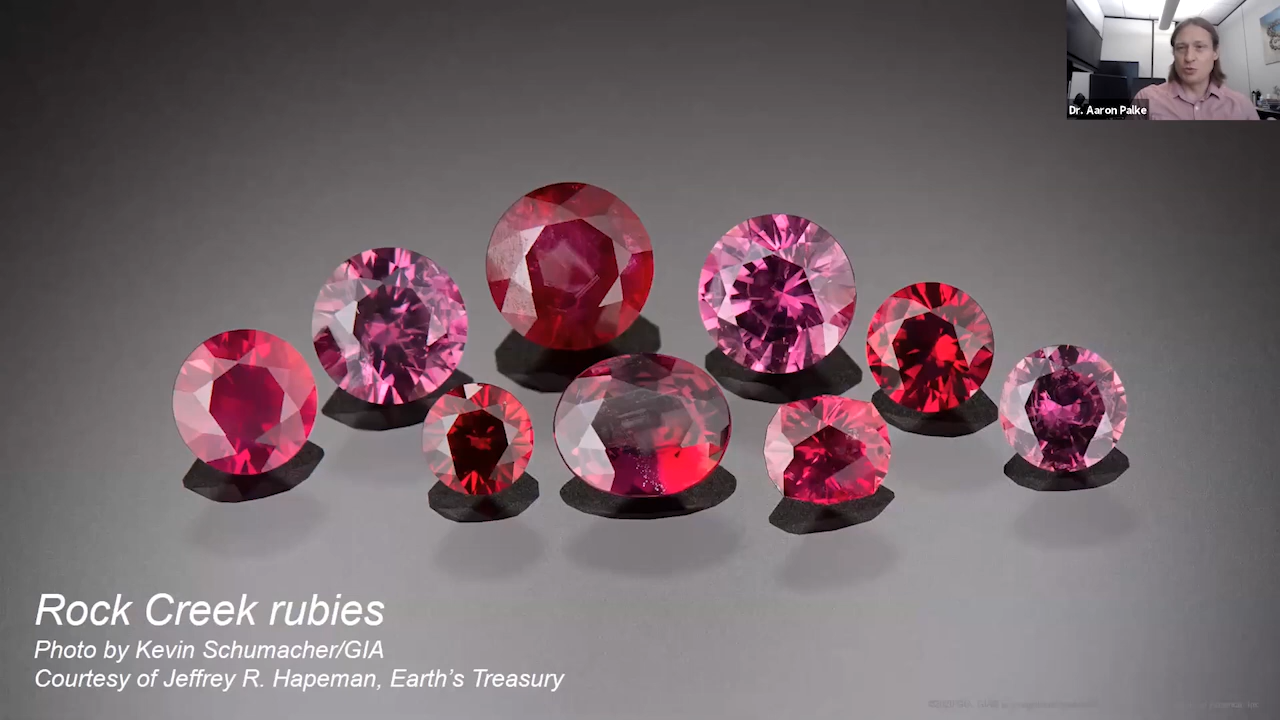 Dr. Aaron Palke
Rock Creek rubies
Photo by Kevin Schumacher/GIA
Courtesy of Jeffrey R. Hapeman, Earth's Treasury